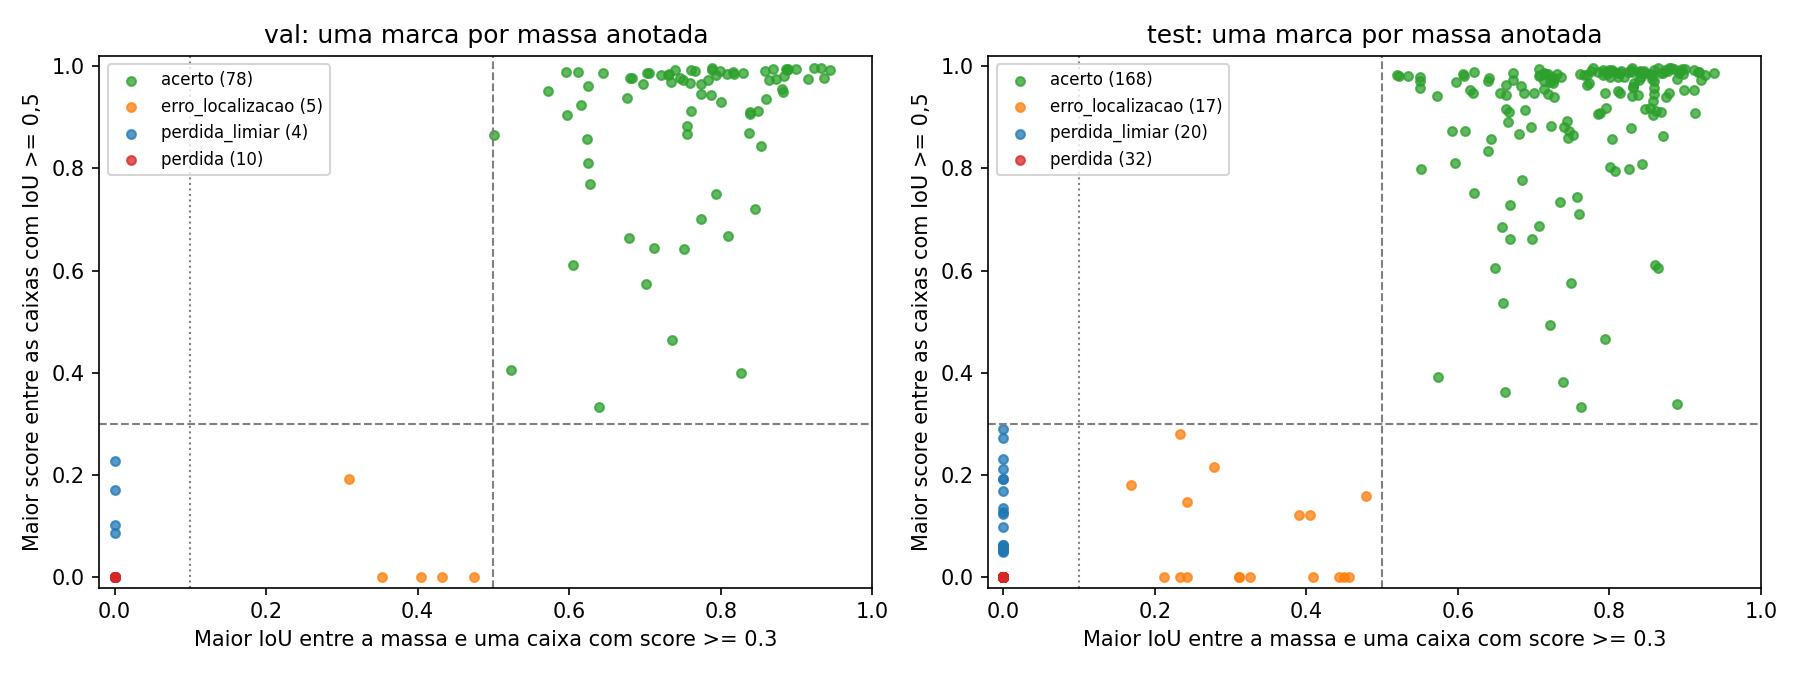 val: uma marca por massa anotada
Maior score entre as caixas com IoU >= 0,5
1.0
0.8
0.6
0.4
0.2
0.0
acerto (78)
erro_localizacao (5)
perdida_limiar (4)
perdida (10)
0.0 0.2 0.4 0.6 0.8 1.0
Maior IoU entre a massa e uma caixa com score >= 0.3
test: uma marca por massa anotada
Maior score entre as caixas com IoU >= 0,5
1.0
0.8
0.6
0.4
0.2
0.0
acerto (168)
erro_localizacao (17)
perdida_limiar (20)
perdida (32)
0.0 0.2 0.4 0.6 0.8 1.0
Maior IoU entre a massa e uma caixa com score >= 0.3